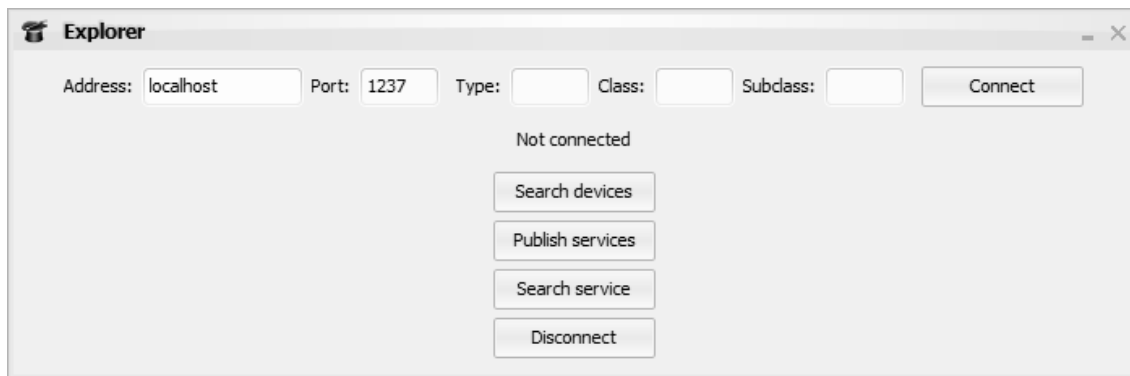 Explorer
Address: localhost Port: 1237 Type: Class: Subclass: Connect
Not connected
Search devices
Publish services
Search service
Disconnect